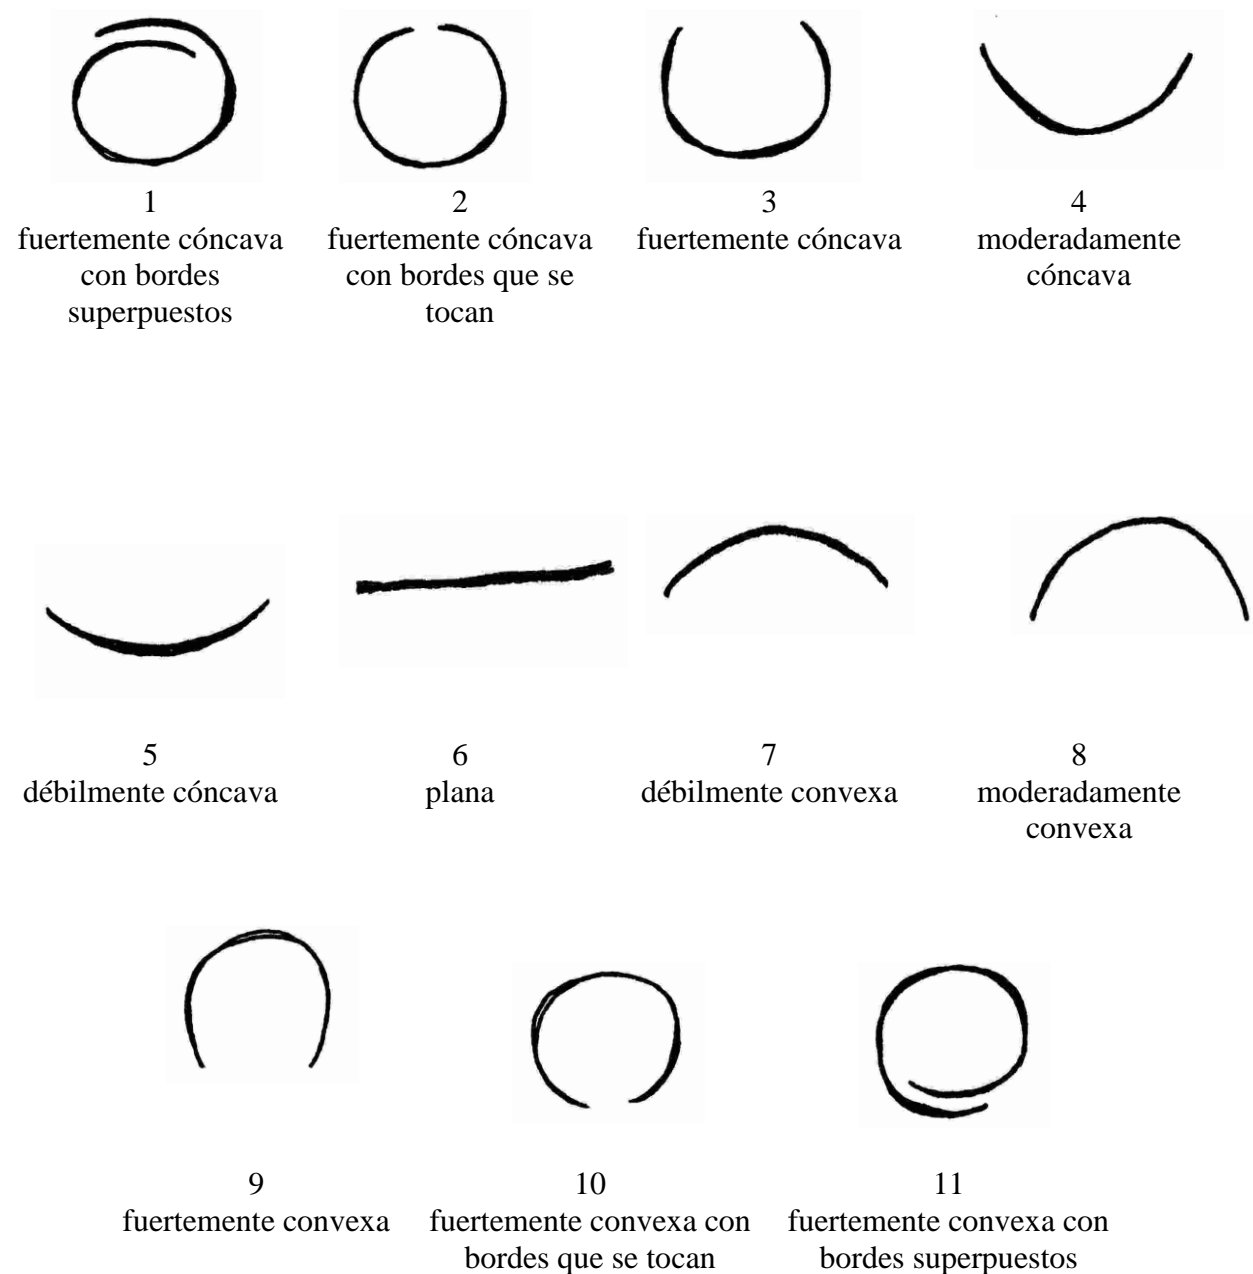 1
fuertemente cóncava
con bordes
superpuestos
2
fuertemente cóncava
con bordes que se
tocan
3
fuertemente cóncava
4
moderadamente
cóncava
5
débilmente cóncava
6
plana
7
débilmente convexa
8
moderadamente
convexa
9
fuertemente convexa
10
fuertemente convexa con
bordes que se tocan
11
fuertemente convexa con
bordes superpuestos